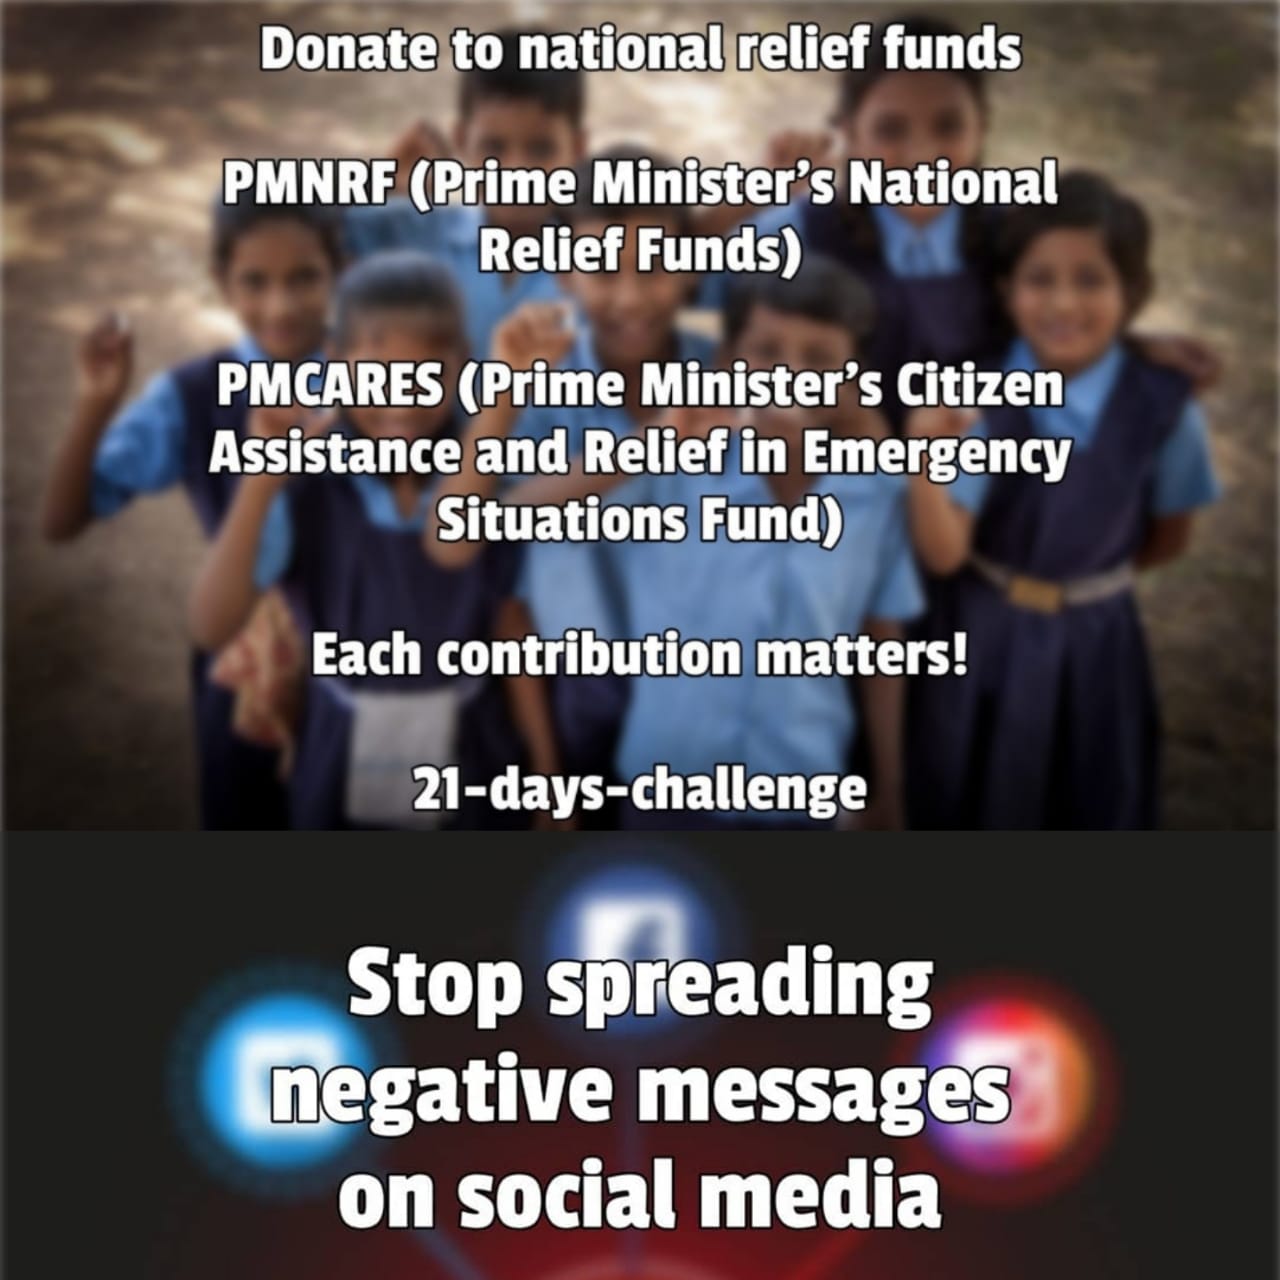 Donate to national relief funds
PMNRF (Prime Minister's National
Relief Funds)
PMCARES (Prime Minister's Citizen
Assistance and Relief in Emergency
Situations Fund)
Each contribution matters!
21-days-challenge
Stop spreading
negative messages
on social media